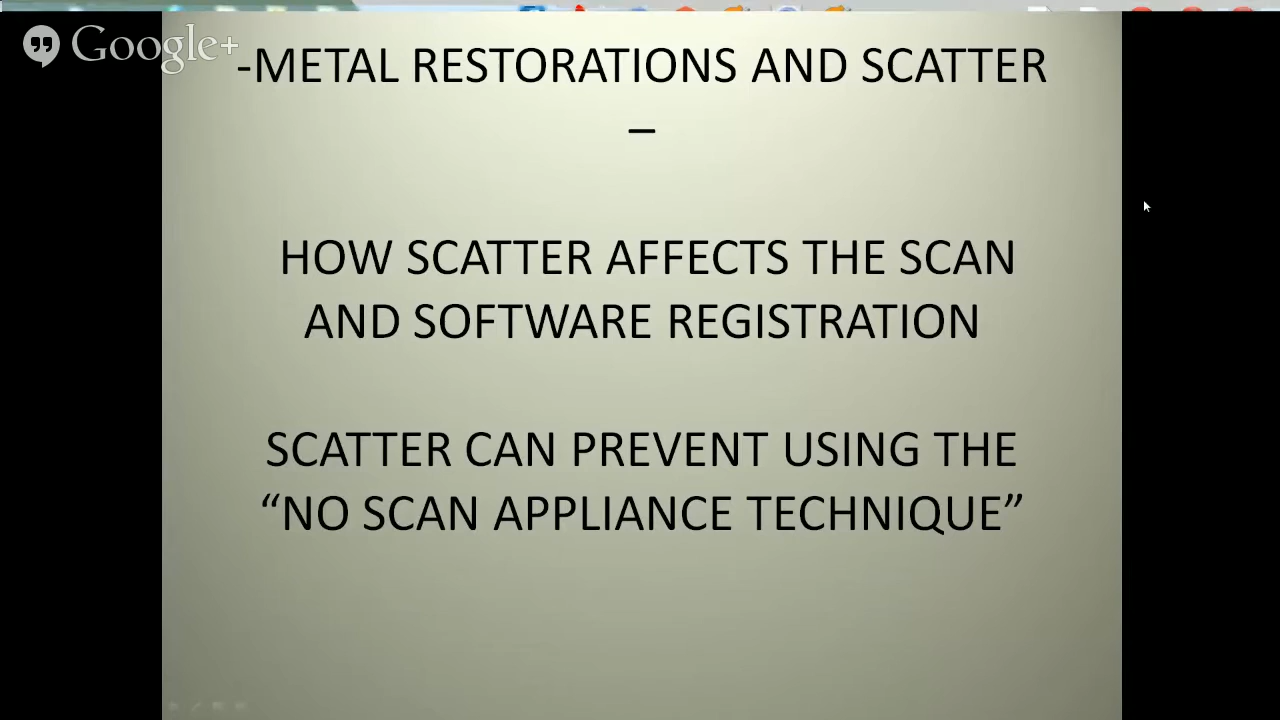 Google+
-METAL RESTORATIONS AND SCATTER
–
HOW SCATTER AFFECTS THE SCAN
AND SOFTWARE REGISTRATION
SCATTER CAN PREVENT USING THE
“NO SCAN APPLIANCE TECHNIQUE”